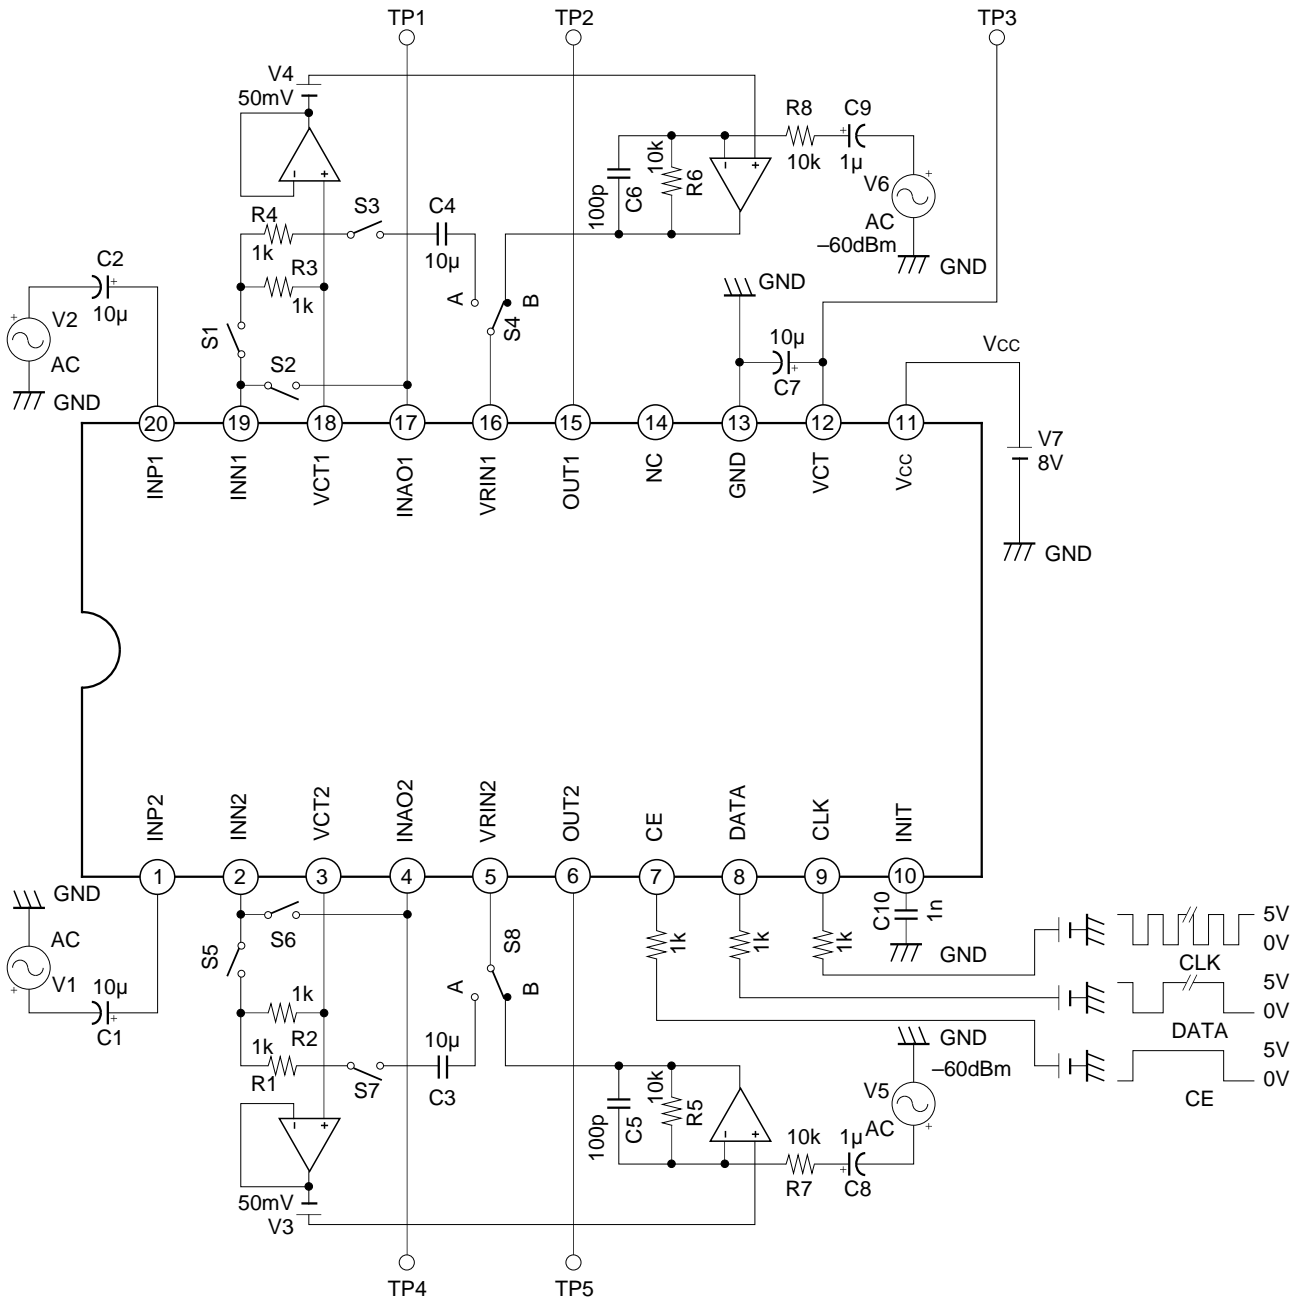 TP1 TP2 TP3
V4
50mV
R8 C9
10k 1µ
100p C6 10k R6
V6
AC
–60dBm
GND
R4 S3 C4
1k 10µ
R3
1k
A B
S4
C2
10µ
V2
AC
GND
S1
S2
GND
10µ
C7
VCC
V7
8V
GND
20 19 18 17 16 15 14 13 12 11
INP1 INN1 VCT1 INAO1 VRIN1 OUT1 NC GND VCT VCC
INP2 INN2 VCT2 INAO2 VRIN2 OUT2 CE DATA CLK INIT
1 2 3 4 5 6 7 8 9 10
GND
AC
V1
10µ
C1
S5
S6
S8
A B
1k
R2
1k
R1
S7
10µ
C3
1k 1k 1k
C10 1n
GND
5V
0V
CLK
5V
0V
DATA
5V
0V
CE
GND
–60dBm
V5
AC
100p C5 10k R5
10k 1µ
R7 C8
50mV
V3
TP4 TP5